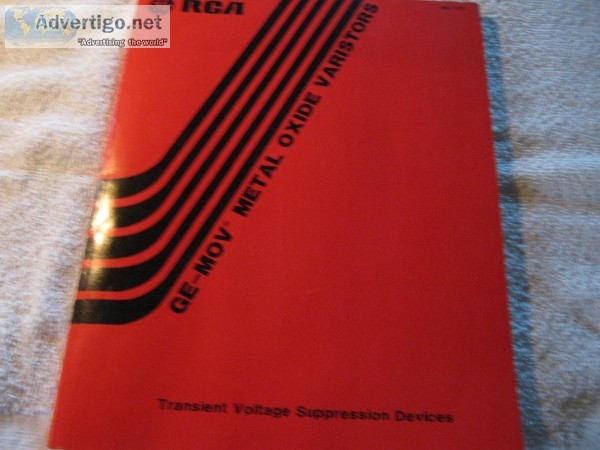 Advertigo.net
"Advertising the world"
RCA
GE-MOV® METAL OXIDE VARISTORS
Transient Voltage Suppression Devices